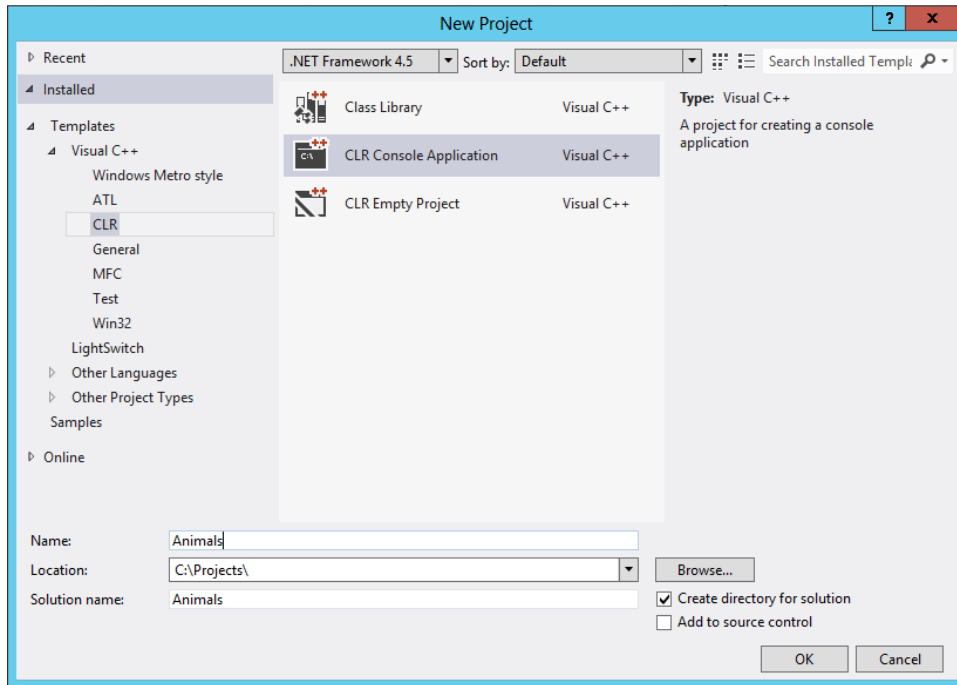 New Project
? x
Recent
.NET Framework 4.5 Sort by: Default Search Installed Templa
Installed
Templates
Visual C++
Windows Metro style
ATL
CLR
General
MFC
Test
Win32
LightSwitch
Other Languages
Other Project Types
Samples
Online
Class Library Visual C++
C:\ CLR Console Application Visual C++
CLR Empty Project Visual C++
Type: Visual C++
A project for creating a console
application
Name: Animals
Location: C:\Projects\ Browse...
Solution name: Animals
Create directory for solution
Add to source control
OK Cancel